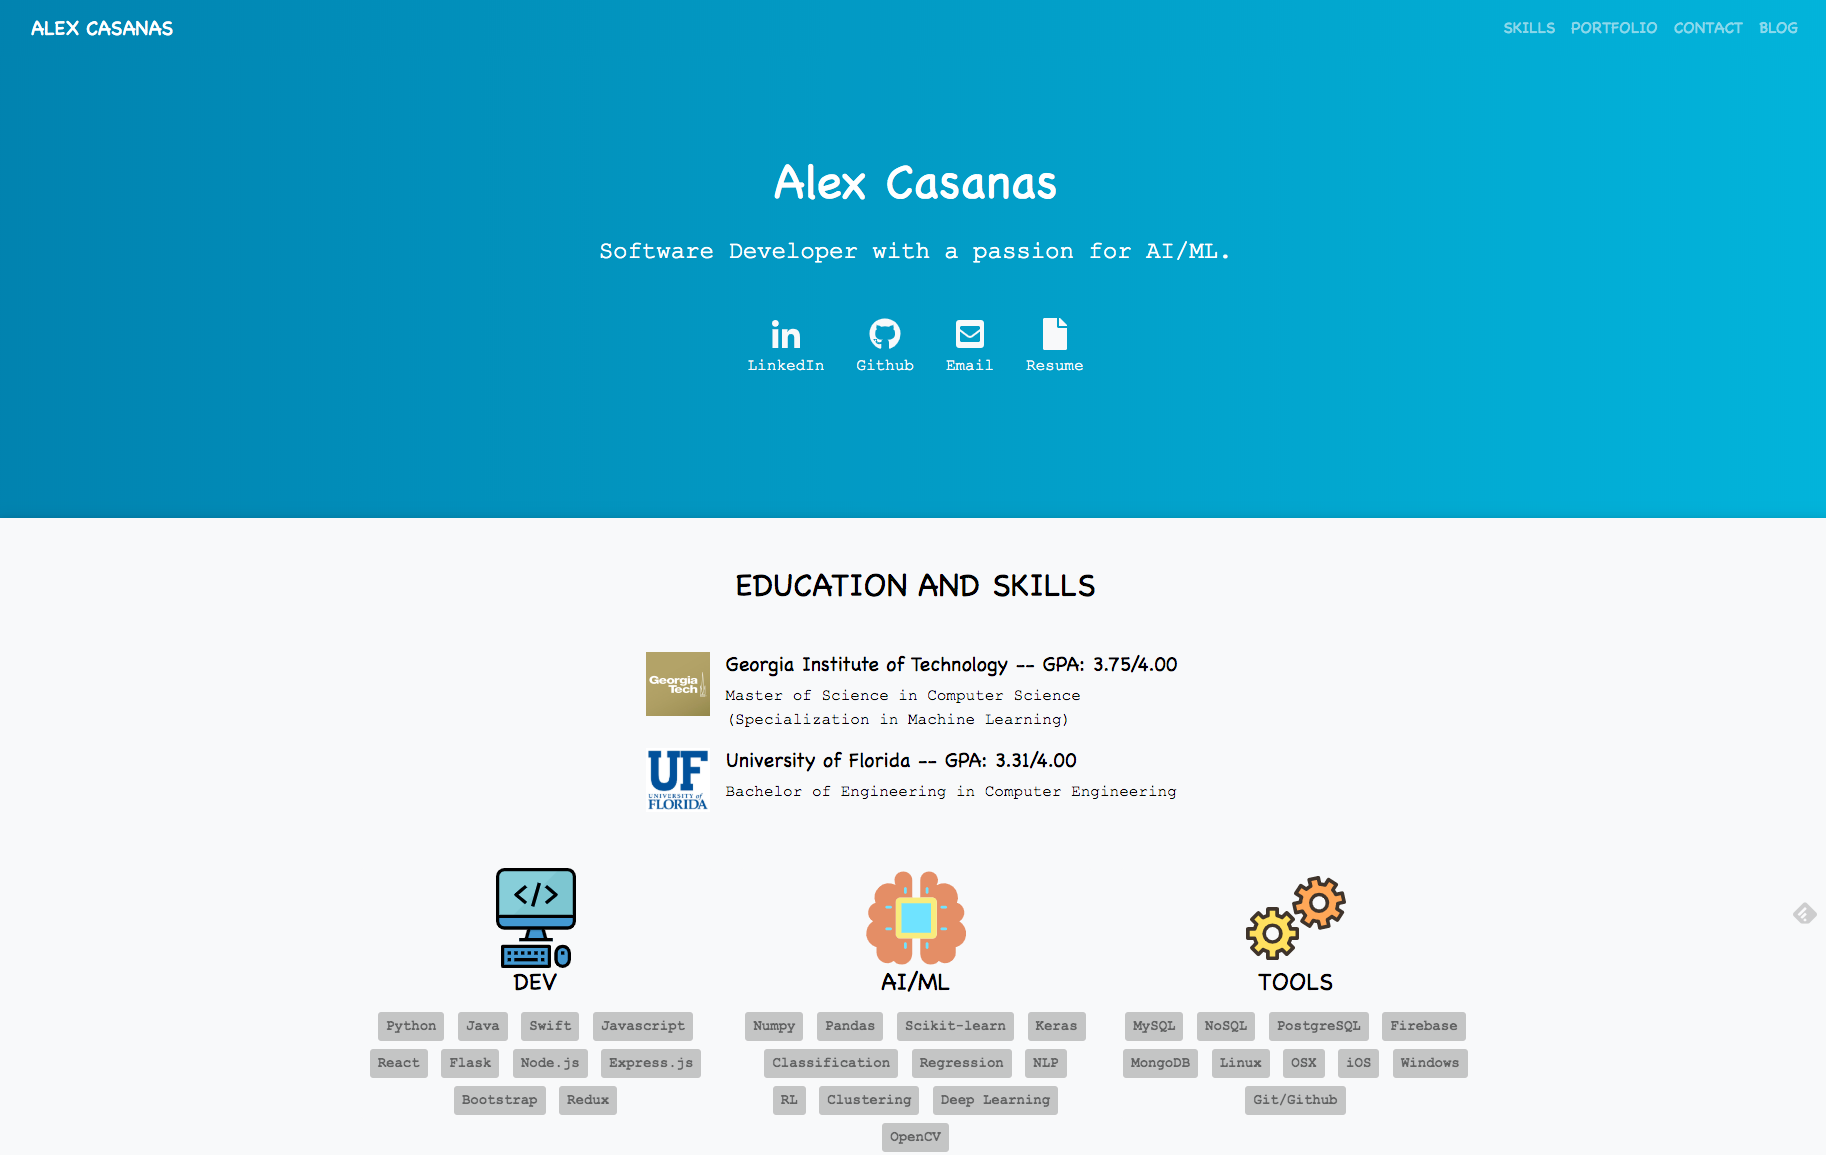 ALEX CASANAS
SKILLS PORTFOLIO CONTACT BLOG
Alex Casanas
Software Developer with a passion for AI/ML.
LinkedIn Github Email Resume
EDUCATION AND SKILLS
Georgia Tech
Georgia Institute of Technology -- GPA: 3.75/4.00
Master of Science in Computer Science
(Specialization in Machine Learning)
UF
UNIVERSITY of
FLORIDA
University of Florida -- GPA: 3.31/4.00
Bachelor of Engineering in Computer Engineering
</>
DEV
Python Java Swift Javascript
React Flask Node.js Express.js
Bootstrap Redux
AI/ML
Numpy Pandas Scikit-learn Keras
Classification Regression NLP
RL Clustering Deep Learning
OpenCV
TOOLS
MySQL NoSQL PostgreSQL Firebase
MongoDB Linux OSX iOS Windows
Git/Github